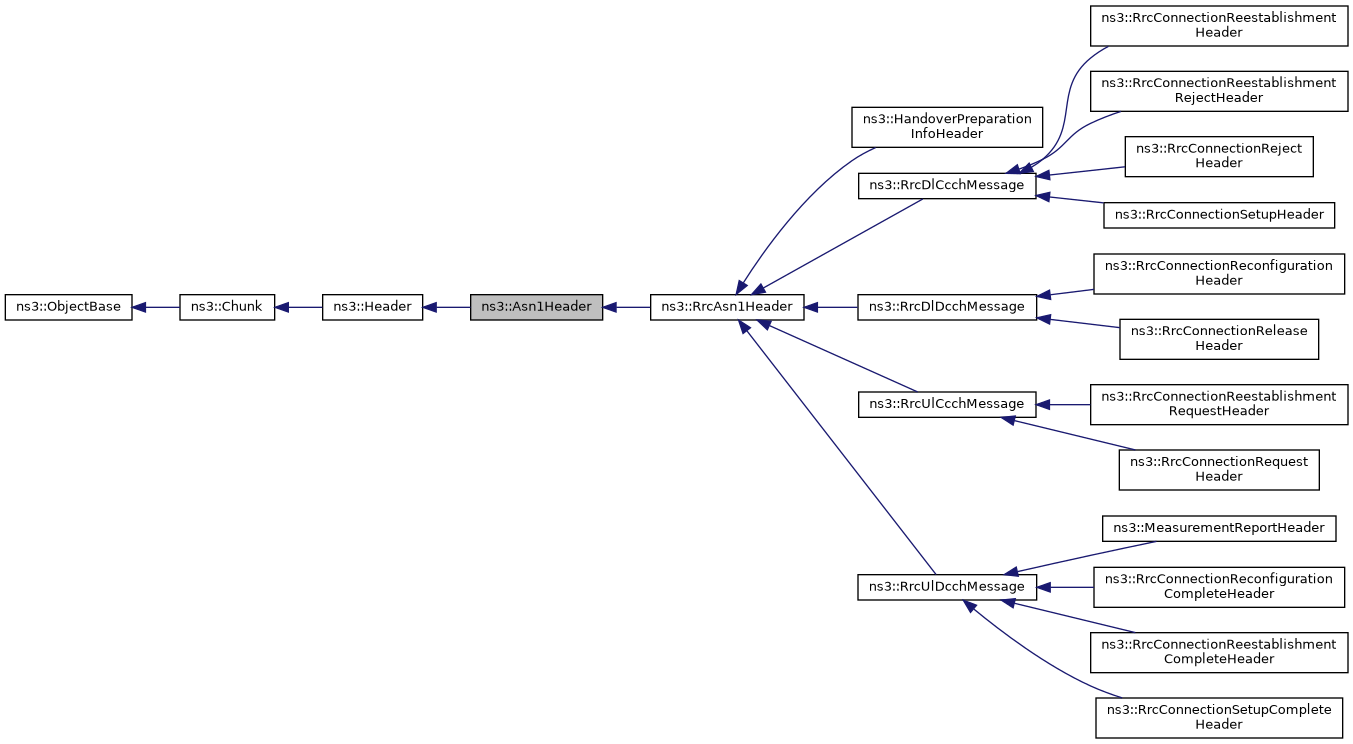 ns3::RrcConnectionReestablishment
Header
ns3::RrcConnectionReestablishment
RejectHeader
ns3::HandoverPreparation
InfoHeader
ns3::RrcConnectionReject
Header
ns3::RrcDlCcchMessage
ns3::RrcConnectionSetupHeader
ns3::RrcConnectionReconfiguration
Header
ns3::ObjectBase
ns3::Chunk
ns3::Header
ns3::Asn1Header
ns3::RrcAsn1Header
ns3::RrcDlDcchMessage
ns3::RrcConnectionRelease
Header
ns3::RrcUlCcchMessage
ns3::RrcConnectionReestablishment
RequestHeader
ns3::RrcConnectionRequest
Header
ns3::MeasurementReportHeader
ns3::RrcUlDcchMessage
ns3::RrcConnectionReconfiguration
CompleteHeader
ns3::RrcConnectionReestablishment
CompleteHeader
ns3::RrcConnectionSetupComplete
Header